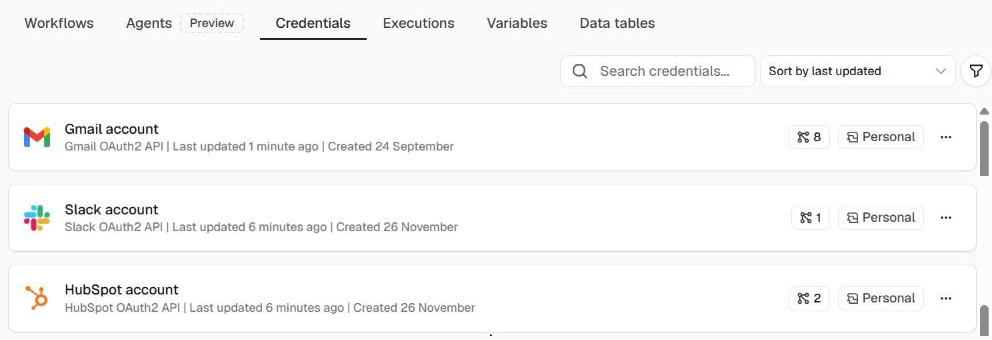 Workflows Agents Preview Credentials Executions Variables Data tables
Search credentials... Sort by last updated
Gmail account
Gmail OAuth2 API | Last updated 1 minute ago | Created 24 September
8 Personal
Slack account
Slack OAuth2 API | Last updated 6 minutes ago | Created 26 November
1 Personal
HubSpot account
HubSpot OAuth2 API | Last updated 6 minutes ago | Created 26 November
2 Personal